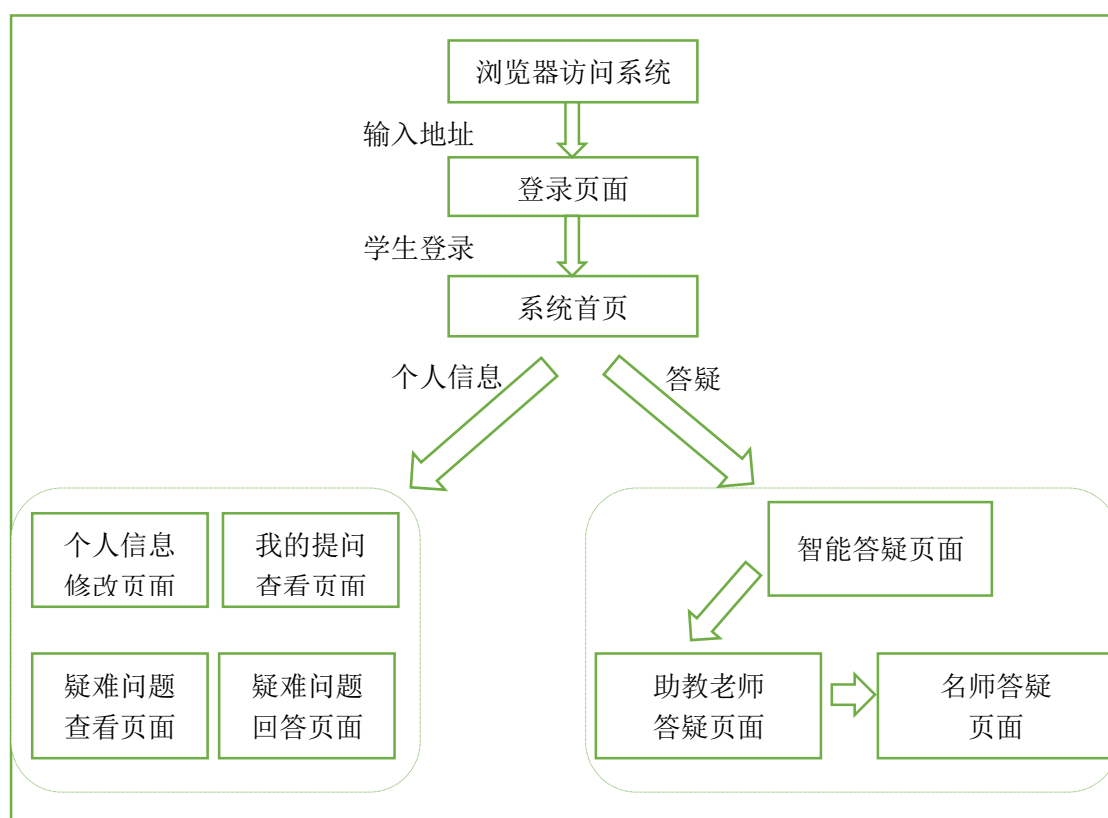 浏览器访问系统
输入地址
登录页面
学生登录
系统首页
个人信息
答疑
个人信息
修改页面
我的提问
查看页面
疑难问题
查看页面
疑难问题
回答页面
智能答疑页面
助教老师
答疑页面
名师答疑
页面